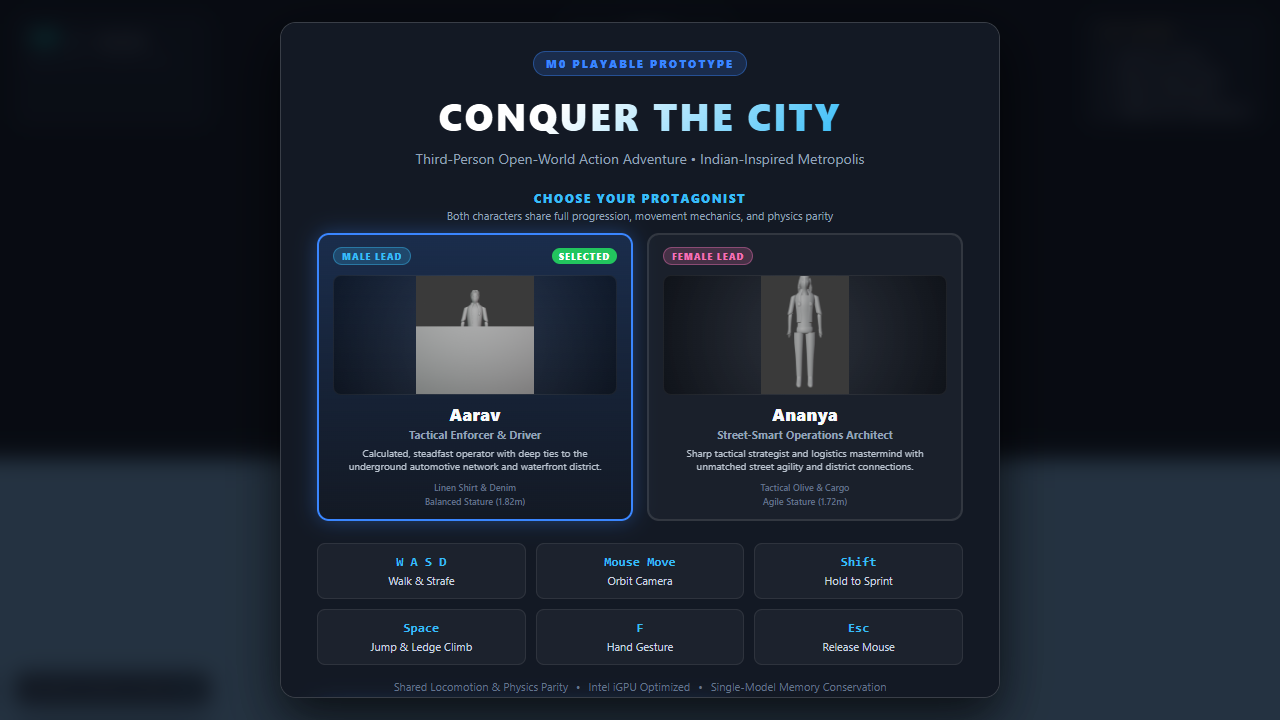 M0 PLAYABLE PROTOTYPE
CONQUER THE CITY
Third-Person Open-World Action Adventure • Indian-Inspired Metropolis
CHOOSE YOUR PROTAGONIST
Both characters share full progression, movement mechanics, and physics parity
MALE LEAD
SELECTED
Aarav
Tactical Enforcer & Driver
Calculated, steadfast operator with deep ties to the
underground automotive network and waterfront district.
Linen Shirt & Denim
Balanced Stature (1.82m)
FEMALE LEAD
Ananya
Street-Smart Operations Architect
Sharp tactical strategist and logistics mastermind with
unmatched street agility and district connections.
Tactical Olive & Cargo
Agile Stature (1.72m)
W A S D
Walk & Strafe
Mouse Move
Orbit Camera
Shift
Hold to Sprint
Space
Jump & Ledge Climb
F
Hand Gesture
Esc
Release Mouse
Shared Locomotion & Physics Parity • Intel iGPU Optimized • Single-Model Memory Conservation